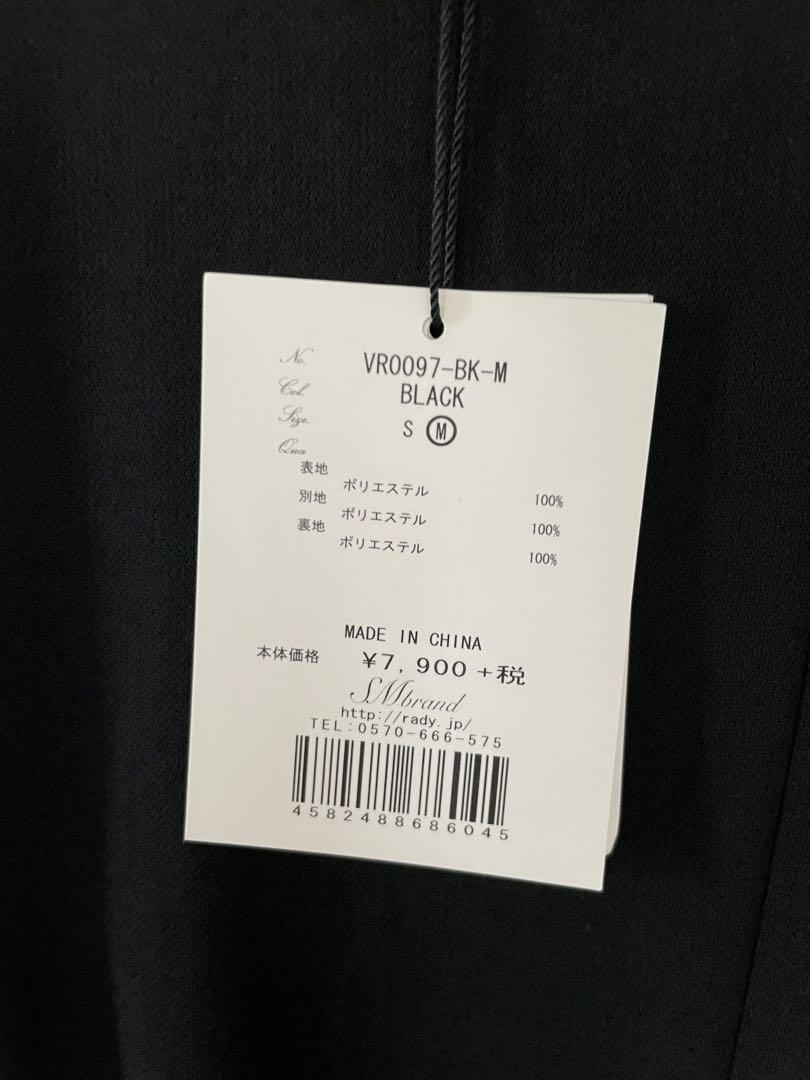 No. VR0097-BK-M
Col. BLACK
Size. S M
Qua
表地
ポリエステル 100%
別地
ポリエステル 100%
裏地
ポリエステル 100%
MADE IN CHINA
本体価格 ¥7,900+税
SMbrand
http://rady.jp/
TEL:0570-666-575
4582488686045